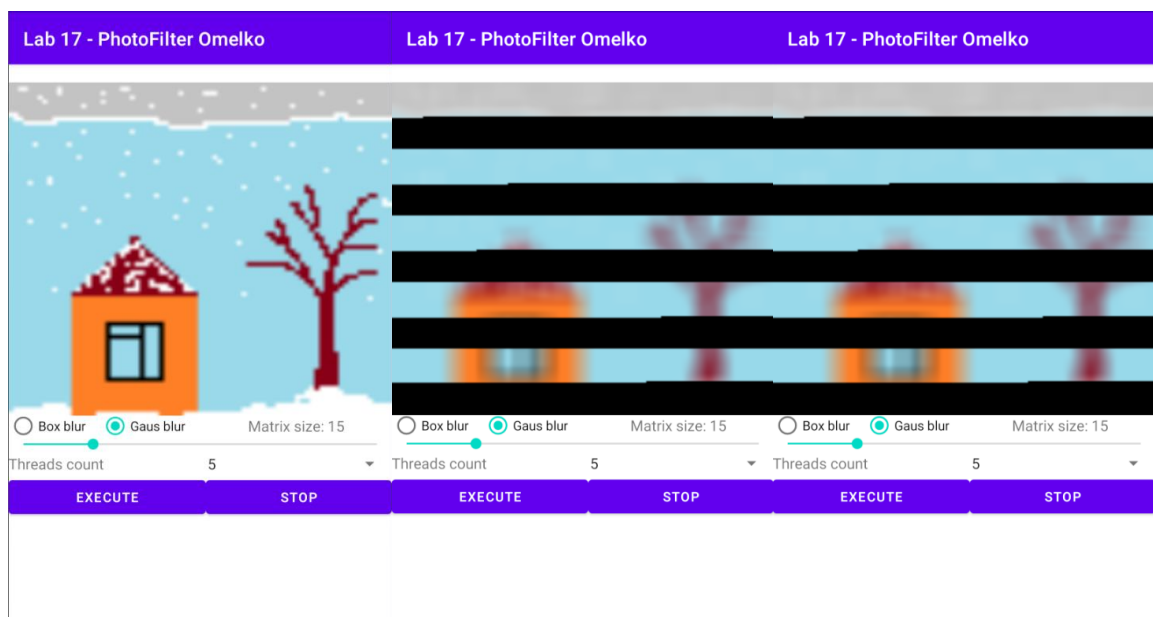 Lab 17 - PhotoFilter Omelko
Box blur Gaus blur Matrix size: 15
Threads count 5
EXECUTE STOP
Lab 17 - PhotoFilter Omelko
Box blur Gaus blur Matrix size: 15
Threads count 5
EXECUTE STOP
Lab 17 - PhotoFilter Omelko
Box blur Gaus blur Matrix size: 15
Threads count 5
EXECUTE STOP